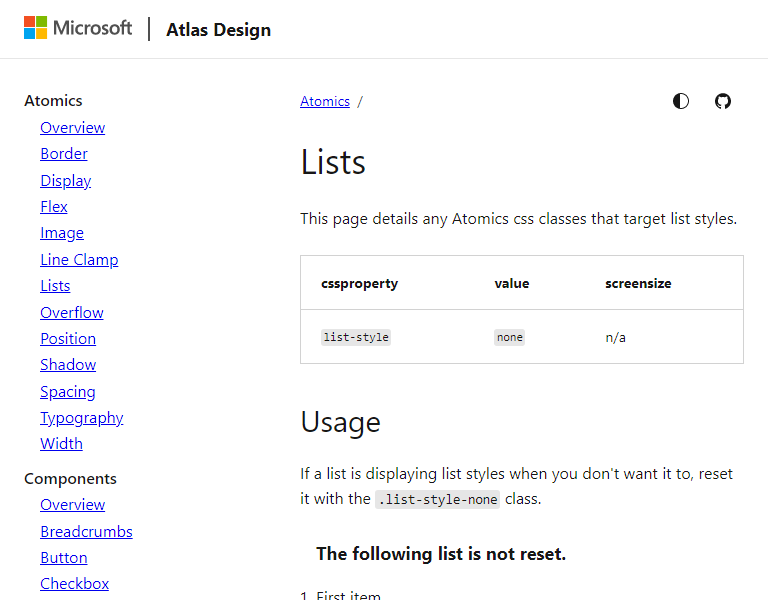 Microsoft | Atlas Design
Atomics
Overview
Border
Display
Flex
Image
Line Clamp
Lists
Overflow
Position
Shadow
Spacing
Typography
Width
Components
Overview
Breadcrumbs
Button
Checkbox
Atomics /
Lists
This page details any Atomics css classes that target list styles.
cssproperty value screensize
list-style none n/a
Usage
If a list is displaying list styles when you don't want it to, reset
it with the .list-style-none class.
The following list is not reset.
1. First item